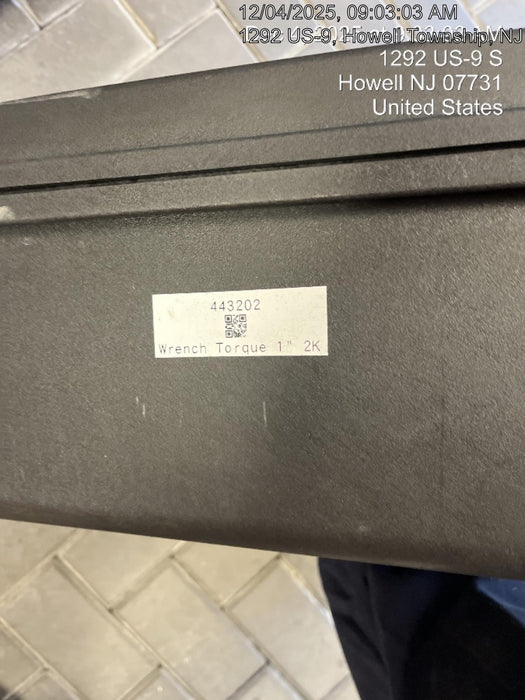 12/04/2025, 09:03:03 AM
1292 US-9, Howell Township, NJ
1292 US-9 S
Howell NJ 07731
United States
443202
Wrench Torque 1" 2K